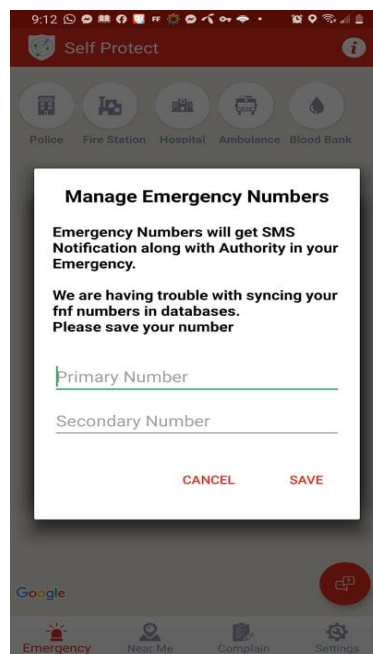 9:12
Self Protect
Police Fire Station Hospital Ambulance Blood Bank
Manage Emergency Numbers
Emergency Numbers will get SMS
Notification along with Authority in your
Emergency.
We are having trouble with syncing your
fnf numbers in databases.
Please save your number
Primary Number
Secondary Number
CANCEL SAVE
Google
Emergency Near Me Complain Settings